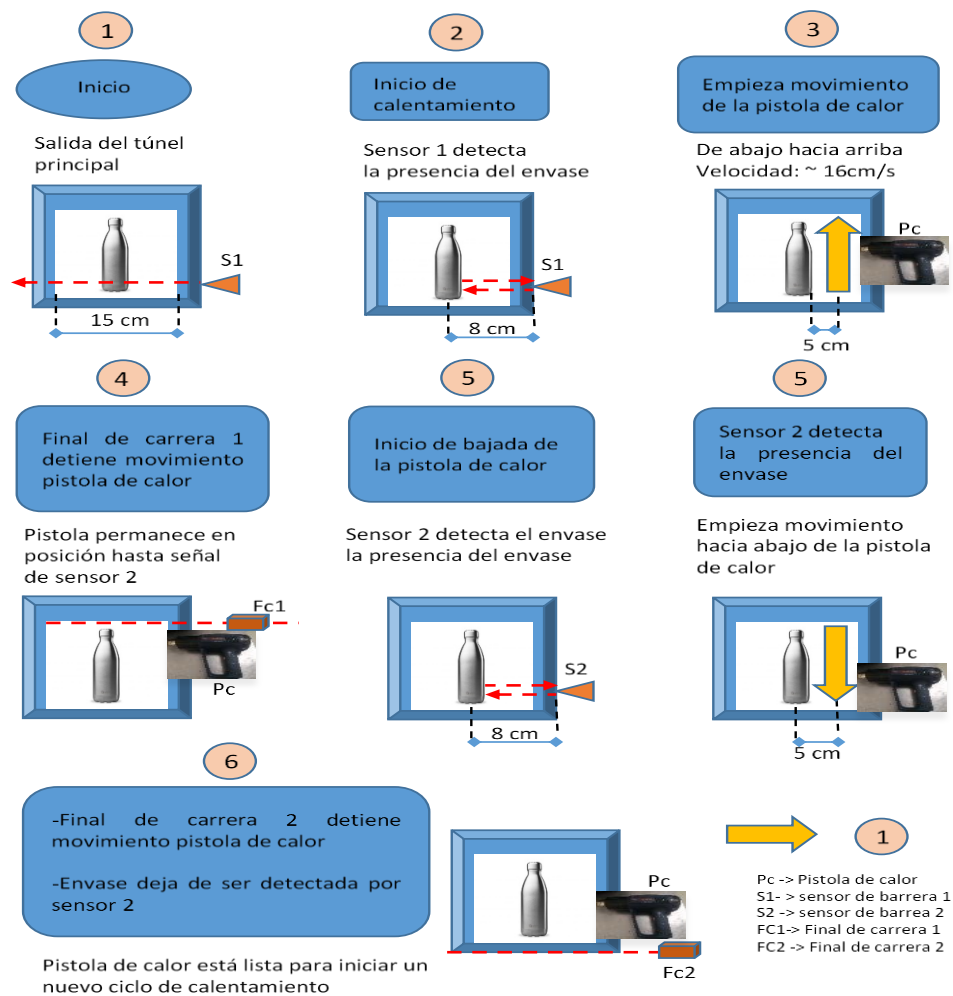 1
Inicio
Salida del túnel
principal
S1
15 cm
2
Inicio de
calentamiento
Sensor 1 detecta
la presencia del envase
S1
8 cm
3
Empieza movimiento
de la pistola de calor
De abajo hacia arriba
Velocidad: ~ 16cm/s
Pc
5 cm
4
Final de carrera 1
detiene movimiento
pistola de calor
Pistola permanece en
posición hasta señal
de sensor 2
Fc1
Pc
5
Inicio de bajada de
la pistola de calor
Sensor 2 detecta el envase
la presencia del envase
S2
8 cm
5
Sensor 2 detecta
la presencia del
envase
Empieza movimiento
hacia abajo de la pistola
de calor
Pc
5 cm
6
-Final de carrera 2 detiene
movimiento pistola de calor
-Envase deja de ser detectada por
sensor 2
Pistola de calor está lista para iniciar un
nuevo ciclo de calentamiento
Pc
Fc2
1
Pc -> Pistola de calor
S1- > sensor de barrera 1
S2 -> sensor de barrea 2
FC1-> Final de carrera 1
FC2 -> Final de carrera 2